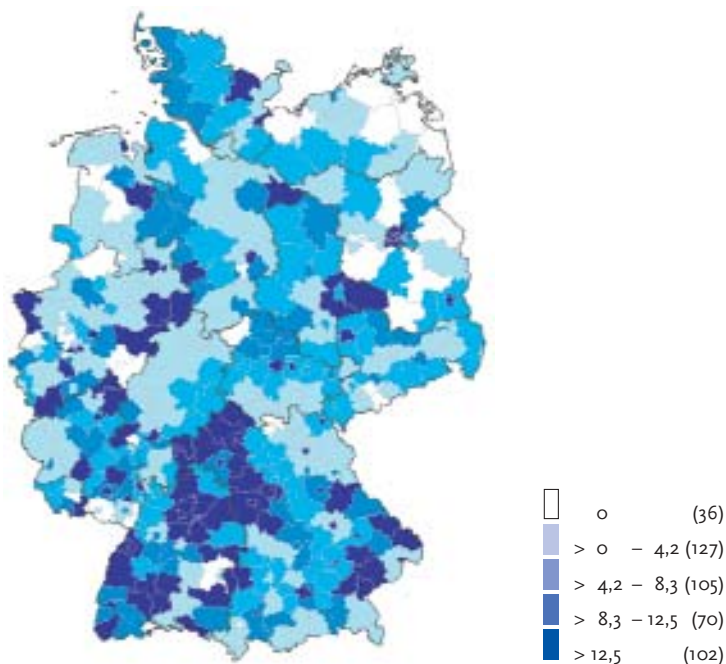 0 (36)
> 0 – 4,2 (127)
> 4,2 – 8,3 (105)
> 8,3 – 12,5 (70)
> 12,5 (102)